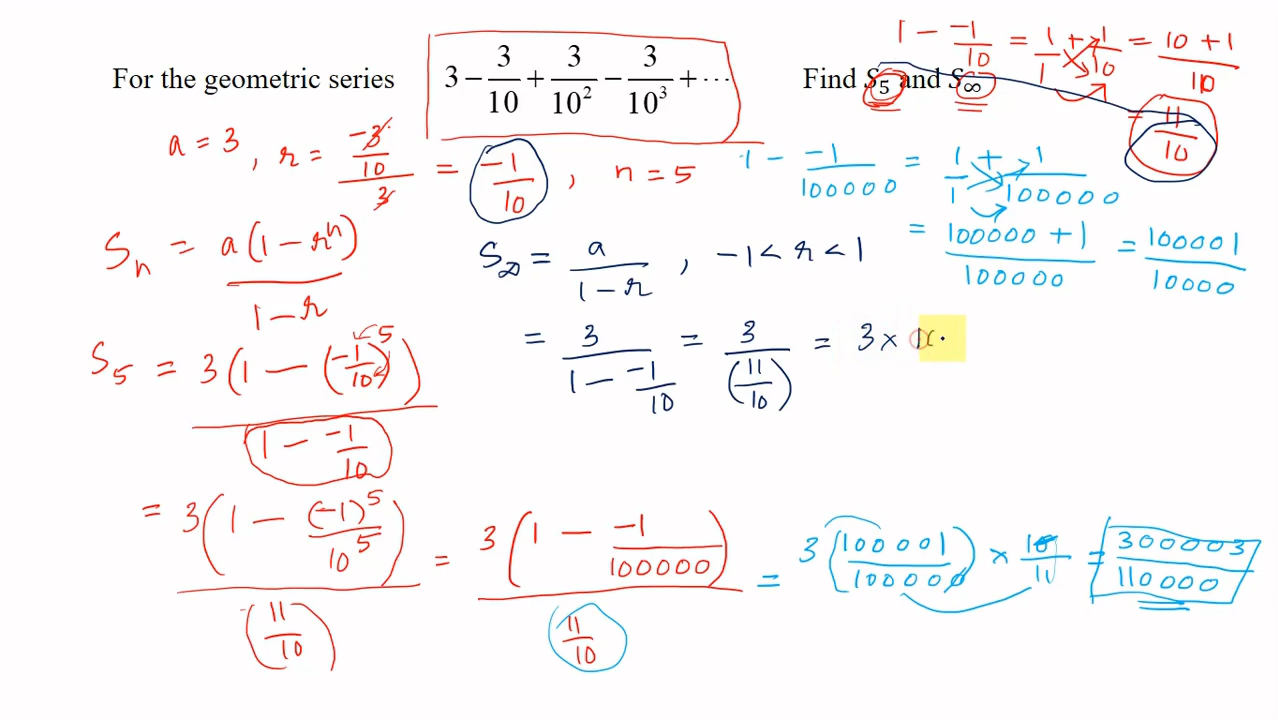 For the geometric series 3 − 3/10 + 3/10² − 3/10³ + ⋯ Find S₅ and S∞
1 − −1/10 = 1/1 + 1/10 = 10 + 1/10
= 11/10
a = 3, r = (−3/10)/3 = −1/10, n = 5
1 − −1/100000 = 1/1 + 1/100000
= 100000 + 1/100000 = 100001/10000
Sₙ = a(1 − rⁿ)/1 − r
S∞ = a/1 − r, −1 < r < 1
= 3/(1 − −1/10) = 3/(11/10) = 3 ×
S₅ = 3(1 − (−1/10)⁵)/(1 − −1/10)
= 3(1 − (−1)⁵/10⁵)/(11/10) = 3(1 − −1/100000)/(11/10) = 3(100001/100000) × 10/11 = 300003/110000